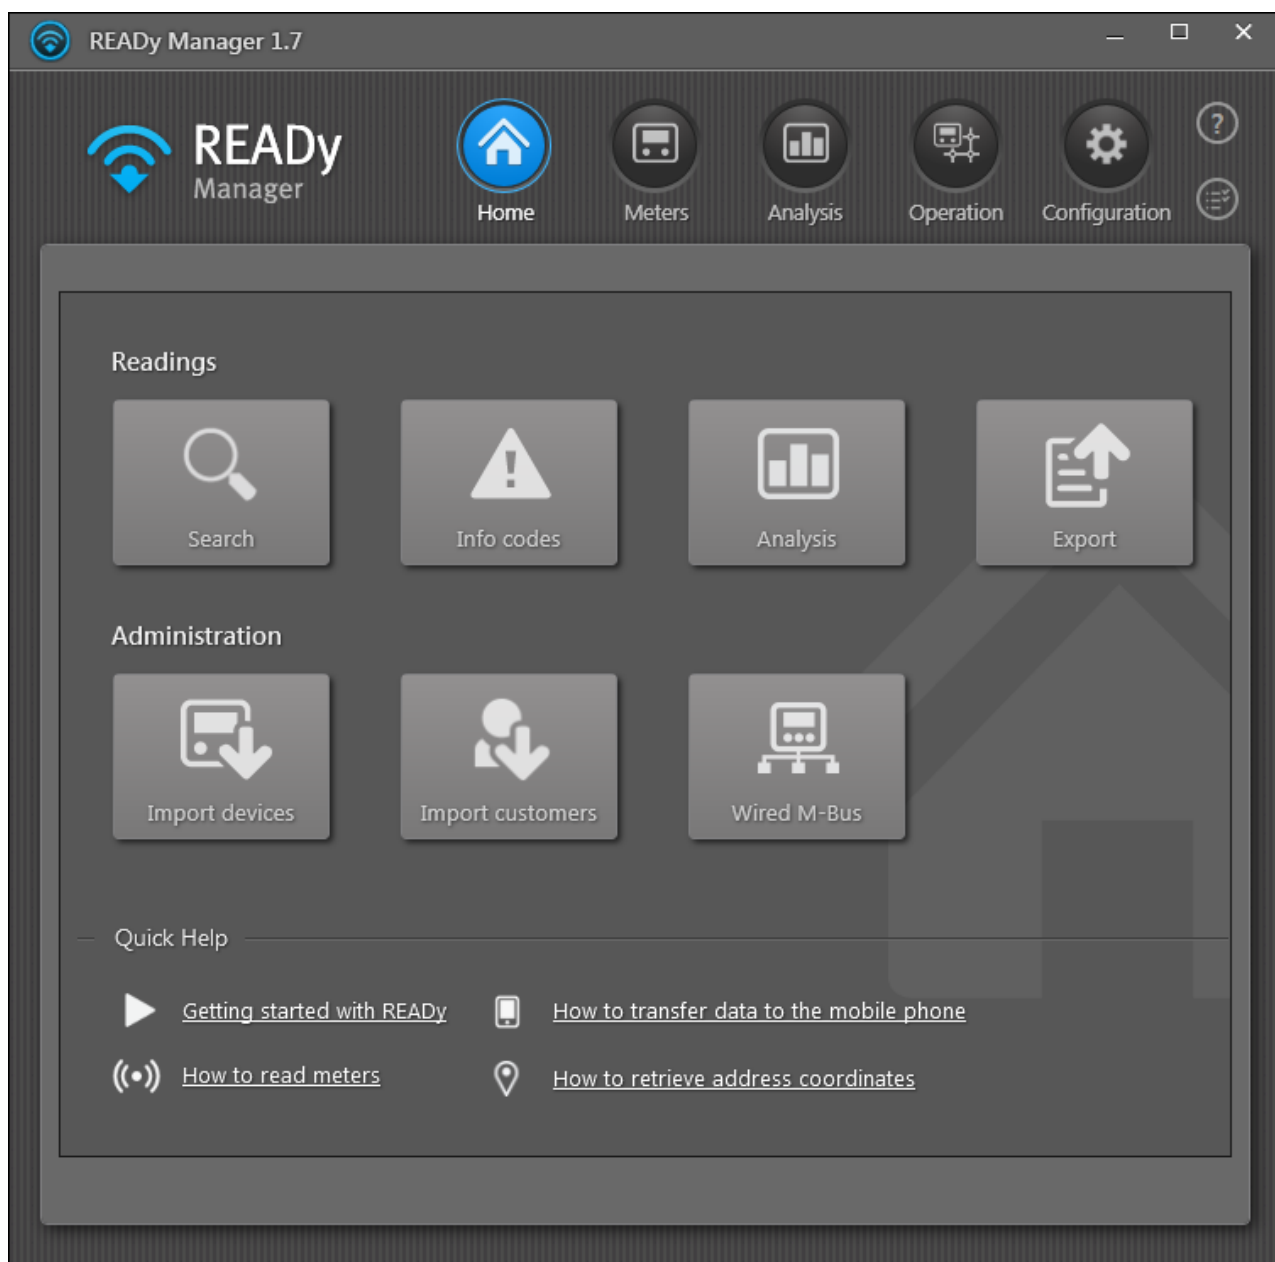 READy Manager 1.7
READy
Manager
Home
Meters
Analysis
Operation
Configuration
?
Readings
Search
Info codes
Analysis
Export
Administration
Import devices
Import customers
Wired M-Bus
Quick Help
Getting started with READy
How to transfer data to the mobile phone
How to read meters
How to retrieve address coordinates